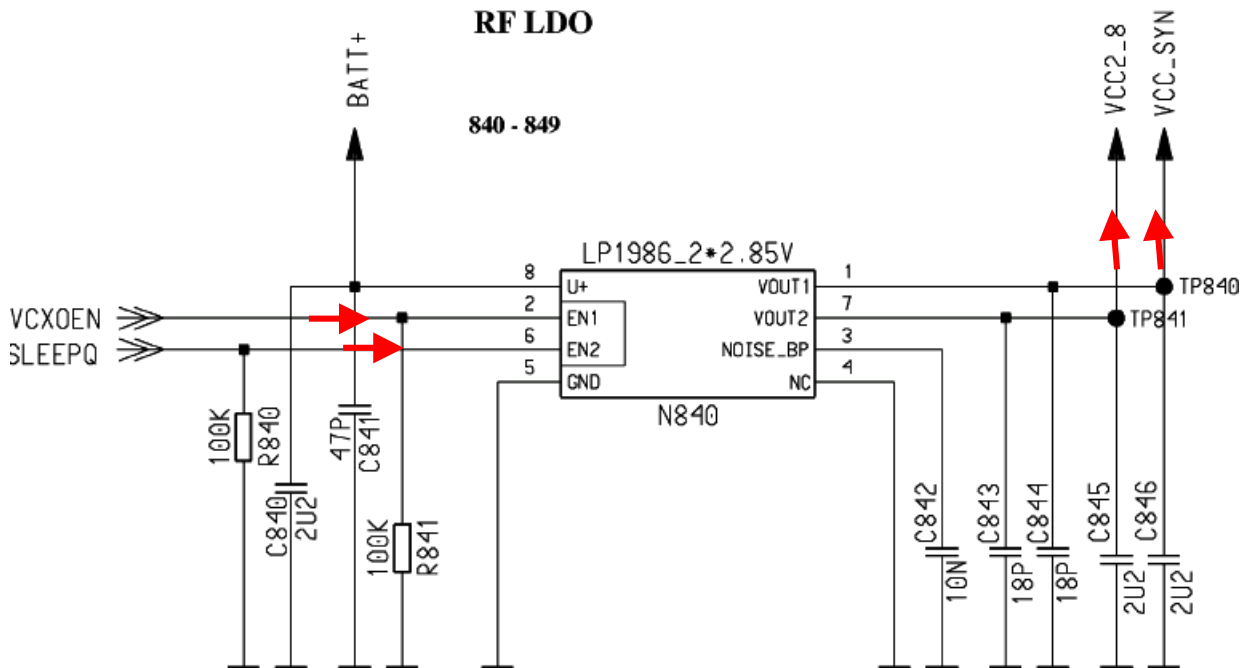 RF LDO
BATT+
840 - 849
VCC2_8
VCC_SYN
LP1986_2*2.85V
8
U+
VOUT1
1
TP840
VCXOEN
2
EN1
VOUT2
7
TP841
SLEEPQ
6
EN2
NOISE_BP
3
5
GND
NC
4
N840
100K
R840
47P
C841
C840
2U2
100K
R841
C842
10N
C843
18P
C844
18P
C845
2U2
C846
2U2